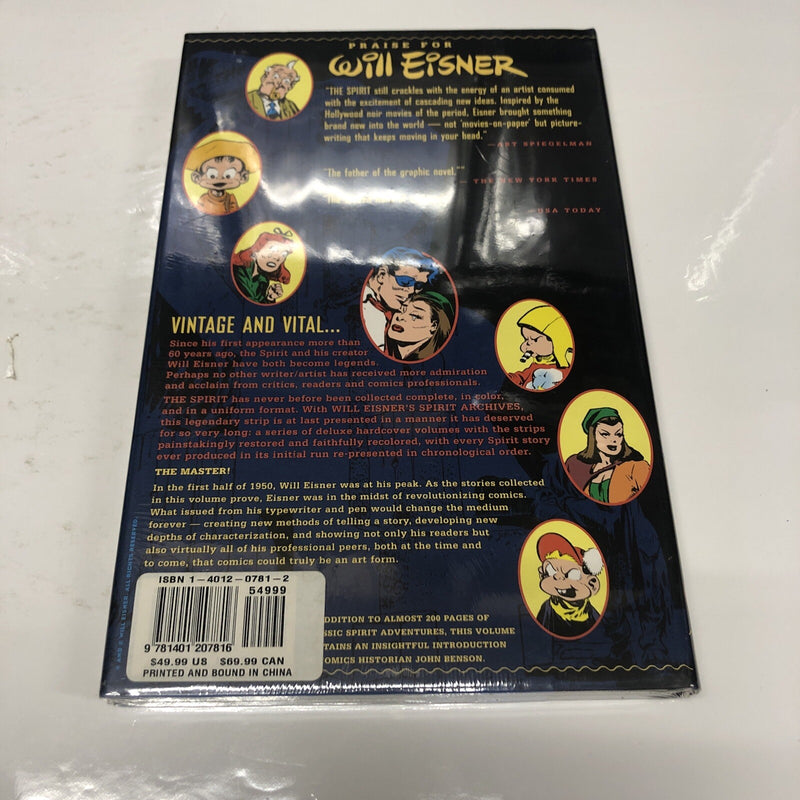 PRAISE FOR
WILL EISNER
"THE SPIRIT still crackles with the energy of an artist consumed
with the excitement of cascading new ideas. Inspired by the
Hollywood noir movies of the period, Eisner brought something
brand new into the world — not 'movies-on-paper' but picture-
writing that keeps moving in your head."
—ART SPIEGELMAN
"The father of the graphic novel.""
— THE NEW YORK TIMES
USA TODAY
VINTAGE AND VITAL...
Since his first appearance more than
60 years ago, the Spirit and his creator
Will Eisner have both become legends.
Perhaps no other writer/artist has received more admiration
and acclaim from critics, readers and comics professionals.
THE SPIRIT has never before been collected complete, in color,
and in a uniform format. With WILL EISNER'S SPIRIT ARCHIVES,
this legendary strip is at last presented in a manner it has deserved
for so very long: a series of deluxe hardcover volumes with the strips
painstakingly restored and faithfully recolored, with every Spirit story
ever produced in its initial run re-presented in chronological order.
THE MASTER!
In the first half of 1950, Will Eisner was at his peak. As the stories collected
in this volume prove, Eisner was in the midst of revolutionizing comics.
What issued from his typewriter and pen would change the medium
forever — creating new methods of telling a story, developing new
depths of characterization, and showing not only his readers but
also virtually all of his professional peers, both at the time and
to come, that comics could truly be an art form.
DDITION TO ALMOST 200 PAGES OF
SSIC SPIRIT ADVENTURES, THIS VOLUME
TAINS AN INSIGHTFUL INTRODUCTION
OMICS HISTORIAN JOHN BENSON.
ISBN 1-4012-0781-2
54999
9 781401 207816
$49.99 US $69.99 CAN
PRINTED AND BOUND IN CHINA
AND © WILL EISNER. ALL RIGHTS RESERVED.